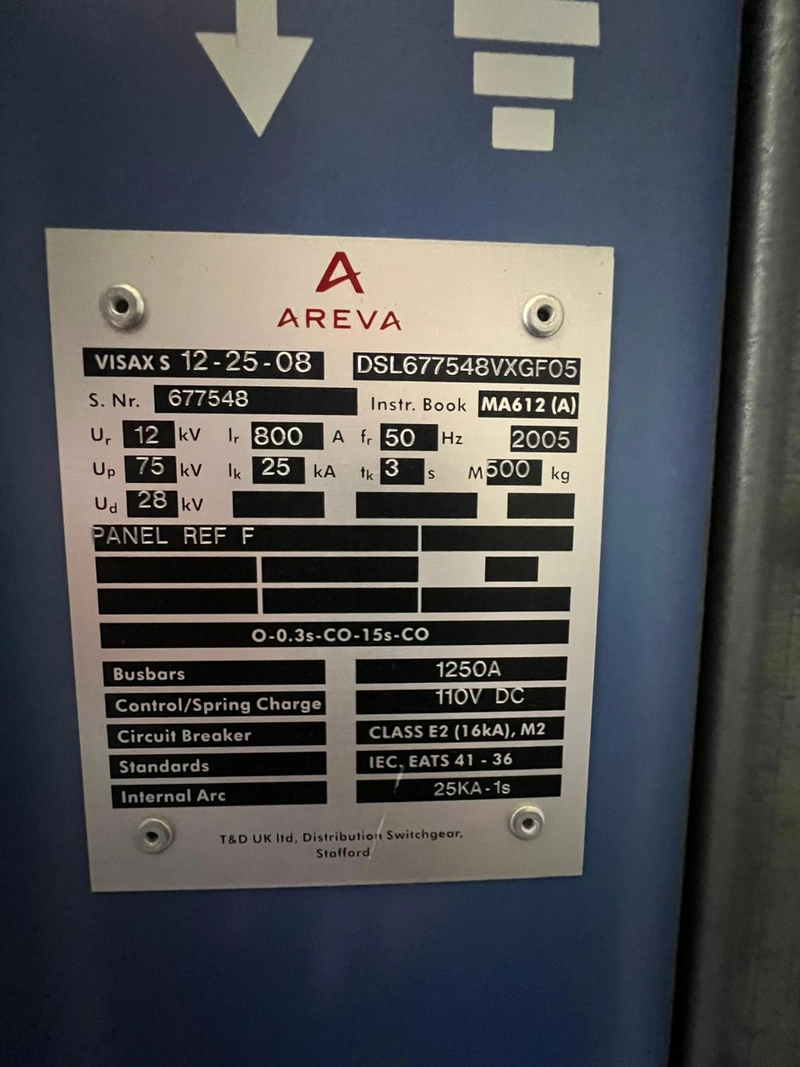 AREVA
VISAX S 12-25-08 DSL677548VXGF05
S. Nr. 677548 Instr. Book MA612 (A)
Ur 12 kV Ir 800 A fr 50 Hz 2005
Up 75 kV Ik 25 kA tk 3 s M 500 kg
Ud 28 kV
PANEL REF F
O-0.3s-CO-15s-CO
Busbars 1250A
Control/Spring Charge 110V DC
Circuit Breaker CLASS E2 (16kA), M2
Standards IEC. EATS 41 - 36
Internal Arc 25KA-1s
T&D UK ltd, Distribution Switchgear,
Stafford